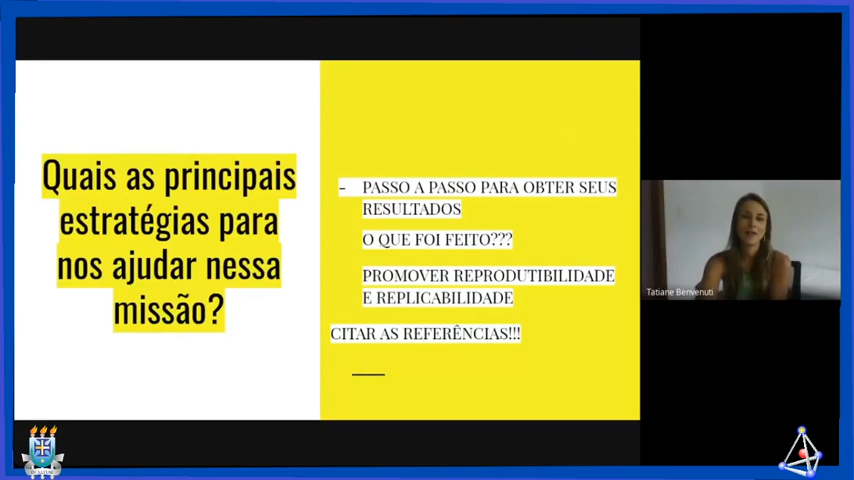 Quais as principais
estratégias para
nos ajudar nessa
missão?
- PASSO A PASSO PARA OBTER SEUS
RESULTADOS
O QUE FOI FEITO???
PROMOVER REPRODUTIBILIDADE
E REPLICABILIDADE
CITAR AS REFERÊNCIAS!!!
Tatiane Benvenuti